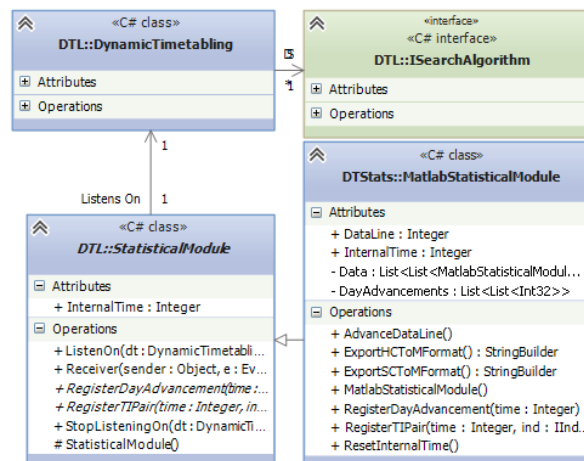 «C# class»
DTL::DynamicTimetabling
Attributes
Operations
*
1
«interface»
«C# interface»
DTL::ISearchAlgorithm
Attributes
Operations
1
Listens On
1
«C# class»
DTL::StatisticalModule
Attributes
+ InternalTime : Integer
Operations
+ ListenOn(dt : DynamicTimetabli...
+ Receiver(sender : Object, e : Ev...
+ RegisterDayAdvancement(time : ...
+ RegisterTIPair(time : Integer, in...
+ StopListeningOn(dt : DynamicTi...
# StatisticalModule()
«C# class»
DTStats::MatlabStatisticalModule
Attributes
+ DataLine : Integer
+ InternalTime : Integer
- Data : List<List<MatlabStatisticalModul...
- DayAdvancements : List<List<Int32>>
Operations
+ AdvanceDataLine()
+ ExportHCToMFormat() : StringBuilder
+ ExportSCToMFormat() : StringBuilder
+ MatlabStatisticalModule()
+ RegisterDayAdvancement(time : Integer)
+ RegisterTIPair(time : Integer, ind : IInd...
+ ResetInternalTime()